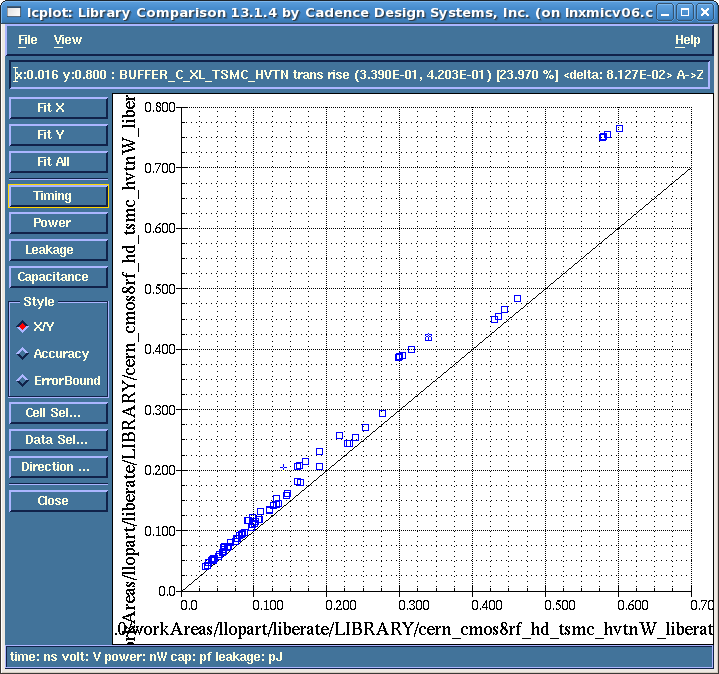 lcplot: Library Comparison 13.1.4 by Cadence Design Systems, Inc. (on lnxmicv06.c
File View Help
x:0.016 y:0.800 : BUFFER_C_XL_TSMC_HVTN trans rise (3.390E-01, 4.203E-01) [23.970 %] <delta: 8.127E-02> A->Z
Fit X
Fit Y
Fit All
Timing
Power
Leakage
Capacitance
Style
X/Y
Accuracy
ErrorBound
Cell Sel...
Data Sel...
Direction ...
Close
rkAreas/llopart/liberate/LIBRARY/cern_cmos8rf_hd_tsmc_hvtnW_liber
0.800
0.700
0.600
0.500
0.400
0.300
0.200
0.100
0.0
0.0 0.100 0.200 0.300 0.400 0.500 0.600 0.70
.0/workAreas/llopart/liberate/LIBRARY/cern_cmos8rf_hd_tsmc_hvtnW_liberat
time: ns volt: V power: nW cap: pf leakage: pJ